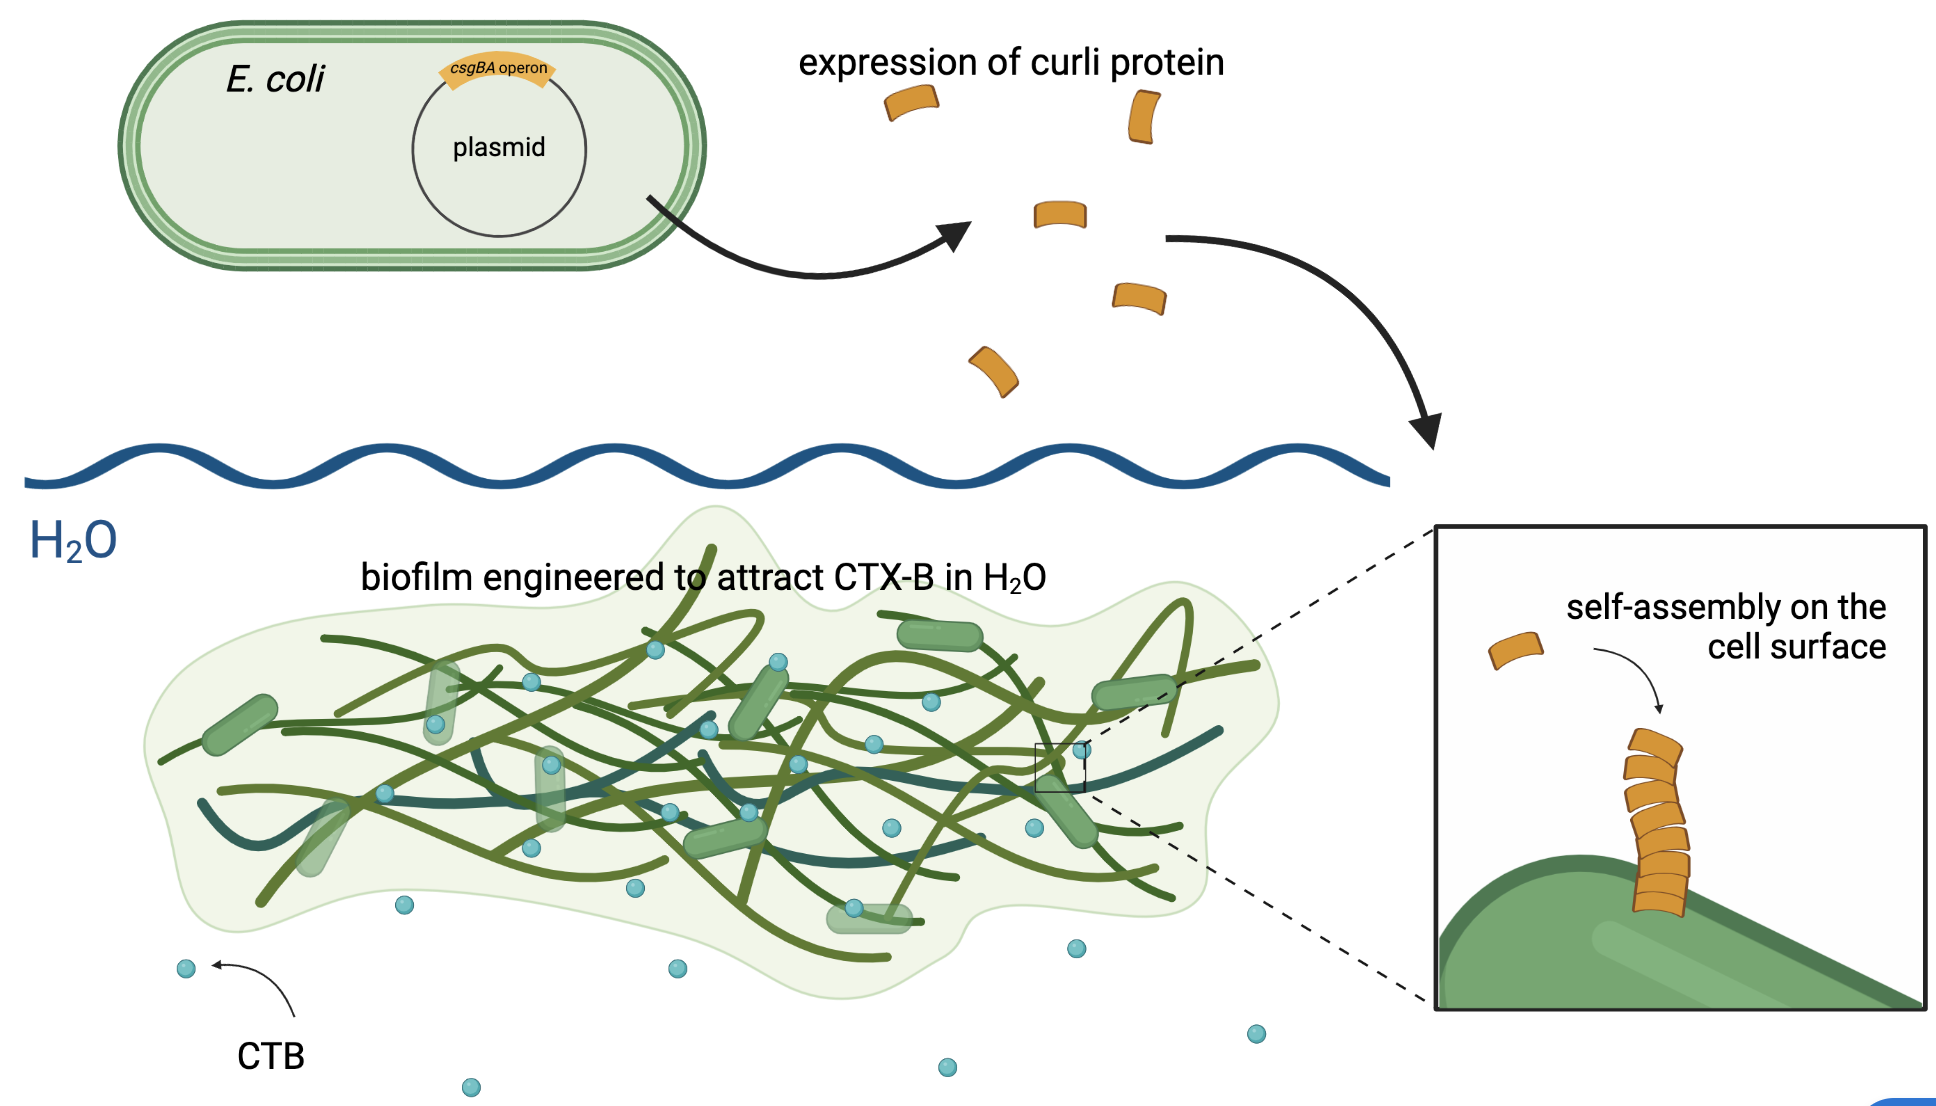 E. coli
csgBA operon
plasmid
expression of curli protein
H₂O
biofilm engineered to attract CTX-B in H₂O
self-assembly on the
cell surface
CTB